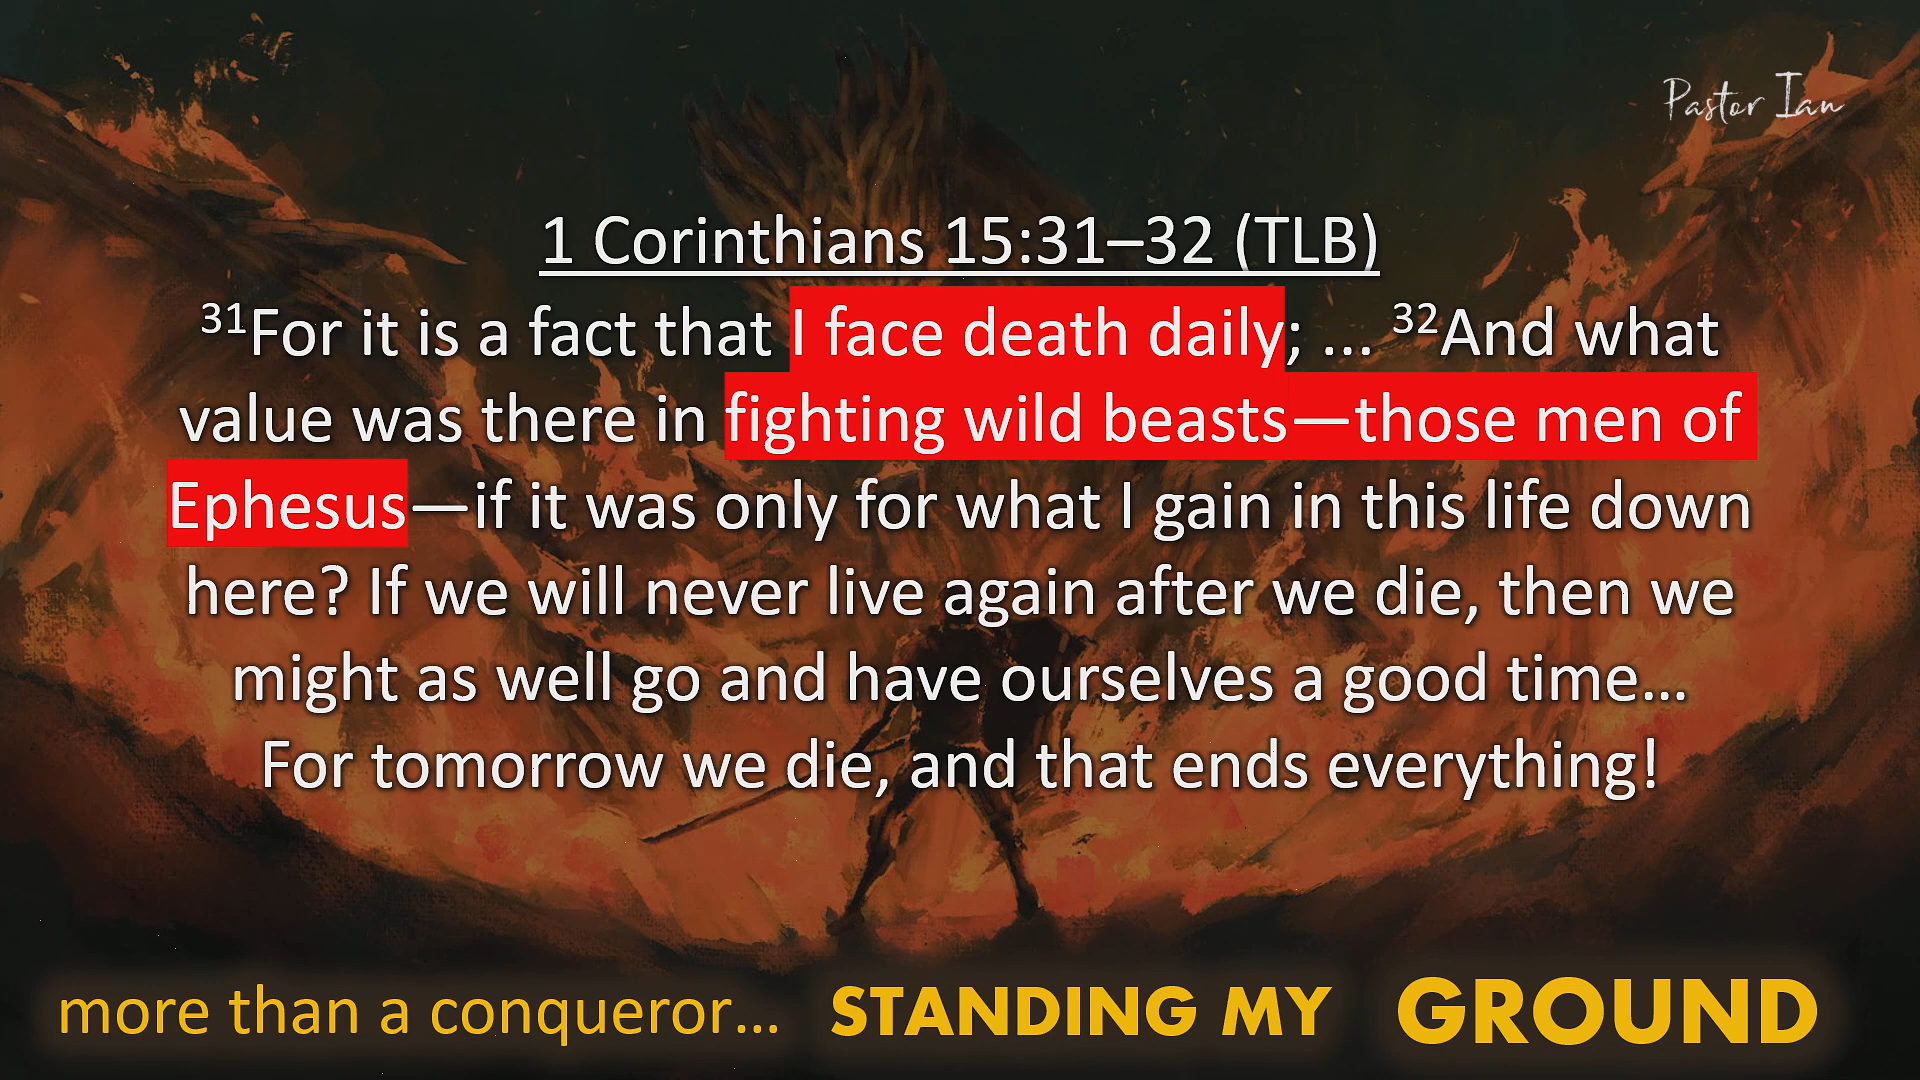 Pastor Ian
1 Corinthians 15:31–32 (TLB)
31For it is a fact that I face death daily; ... 32And what
value was there in fighting wild beasts—those men of
Ephesus—if it was only for what I gain in this life down
here? If we will never live again after we die, then we
might as well go and have ourselves a good time...
For tomorrow we die, and that ends everything!
more than a conqueror... STANDING MY GROUND